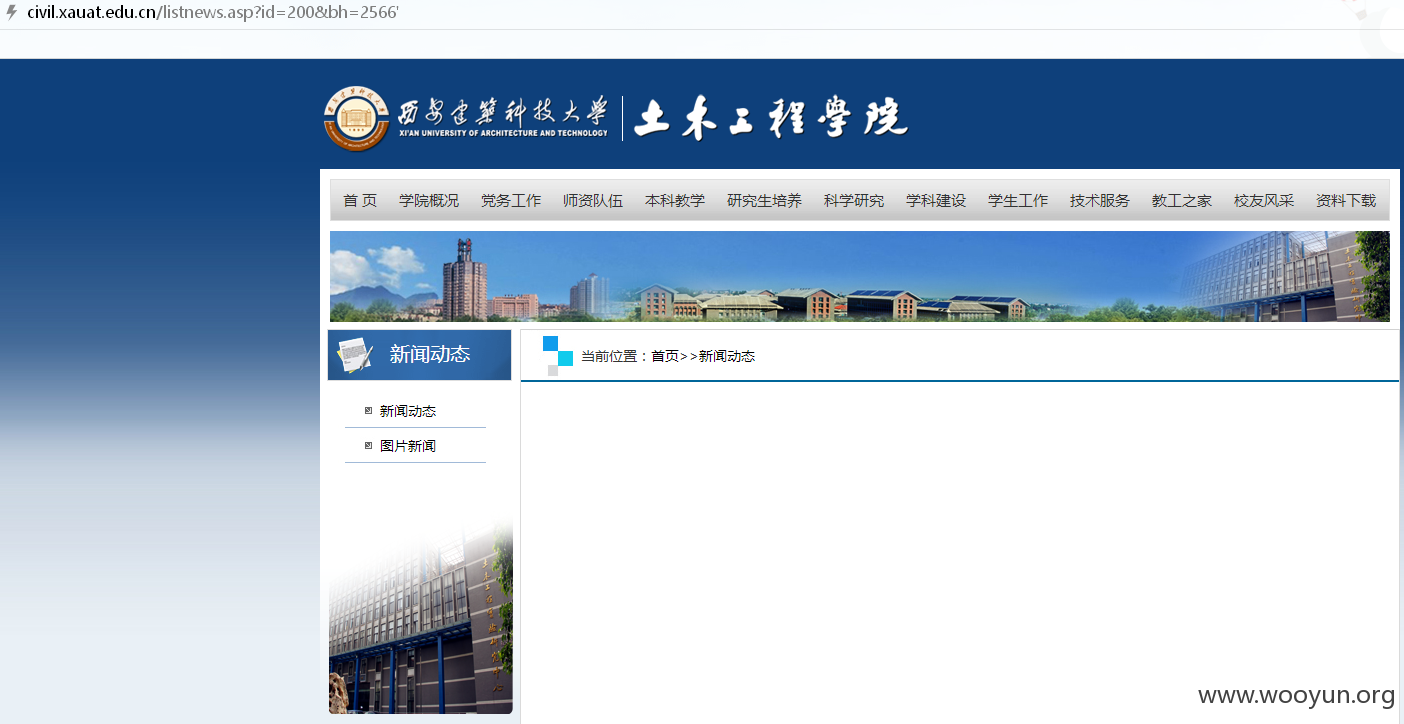 civil.xauat.edu.cn/listnews.asp?id=200&bh=2566'
西安建筑科技大学
XI'AN UNIVERSITY OF ARCHITECTURE AND TECHNOLOGY
土木工程學院
首 页 学院概况 党务工作 师资队伍 本科教学 研究生培养 科学研究 学科建设 学生工作 技术服务 教工之家 校友风采 资料下载
新闻动态
当前位置：首页>>新闻动态
新闻动态
图片新闻
www.wooyun.org